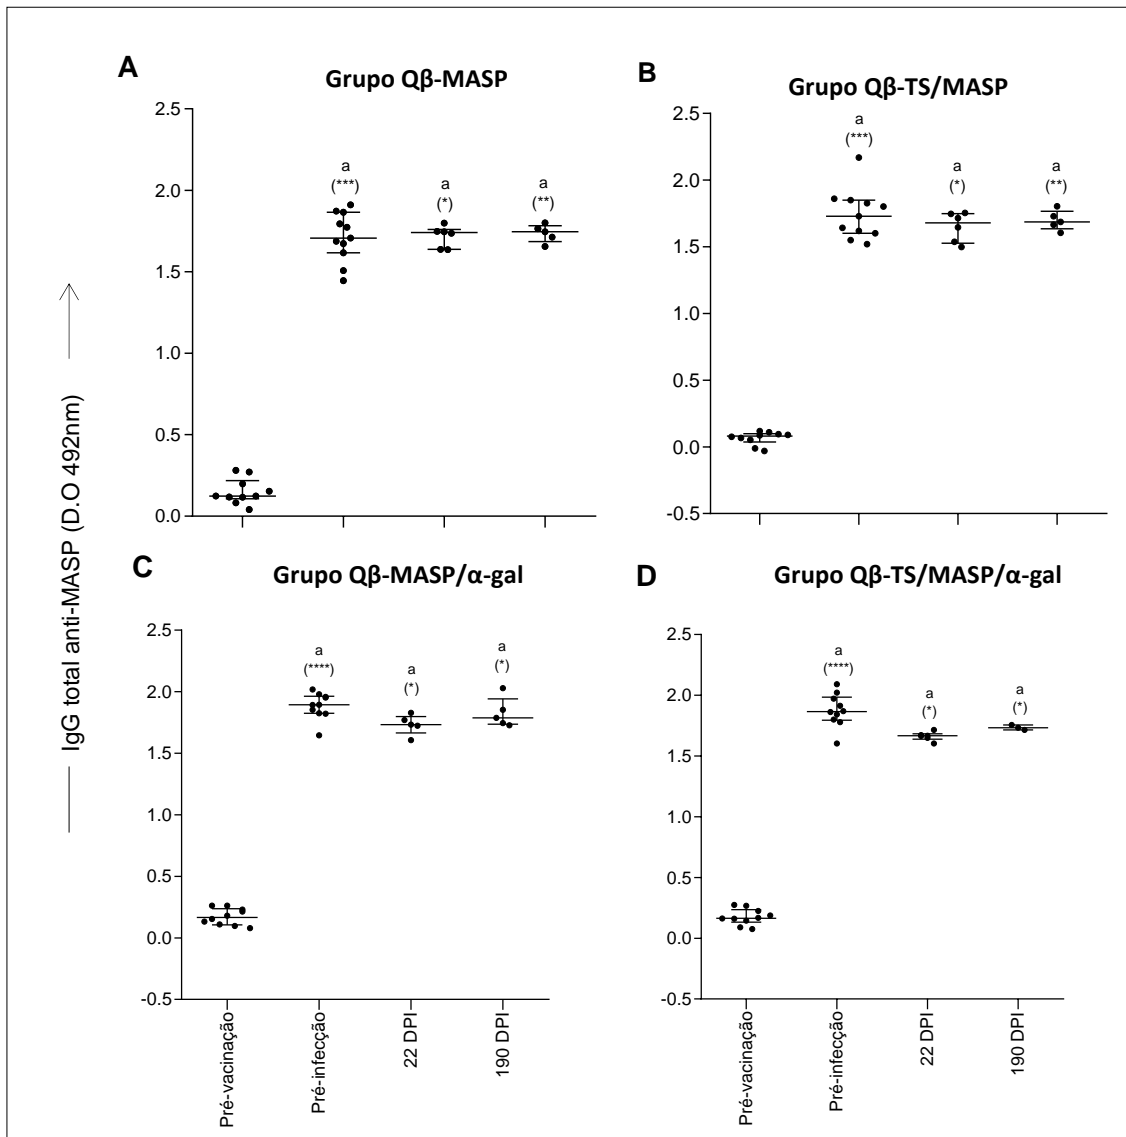 IgG total anti-MASP (D.O 492nm)
A
Grupo Qβ-MASP
2.5
2.0
1.5
1.0
0.5
0.0
a
(***)
a
(*)
a
(**)
B
Grupo Qβ-TS/MASP
2.5
2.0
1.5
1.0
0.5
0.0
-0.5
a
(***)
a
(*)
a
(**)
C
Grupo Qβ-MASP/α-gal
2.5
2.0
1.5
1.0
0.5
0.0
-0.5
a
(****)
a
(*)
a
(*)
Pré-vacinação
Pré-infecção
22 DPI
190 DPI
D
Grupo Qβ-TS/MASP/α-gal
2.5
2.0
1.5
1.0
0.5
0.0
-0.5
a
(****)
a
(*)
a
(*)
Pré-vacinação
Pré-infecção
22 DPI
190 DPI